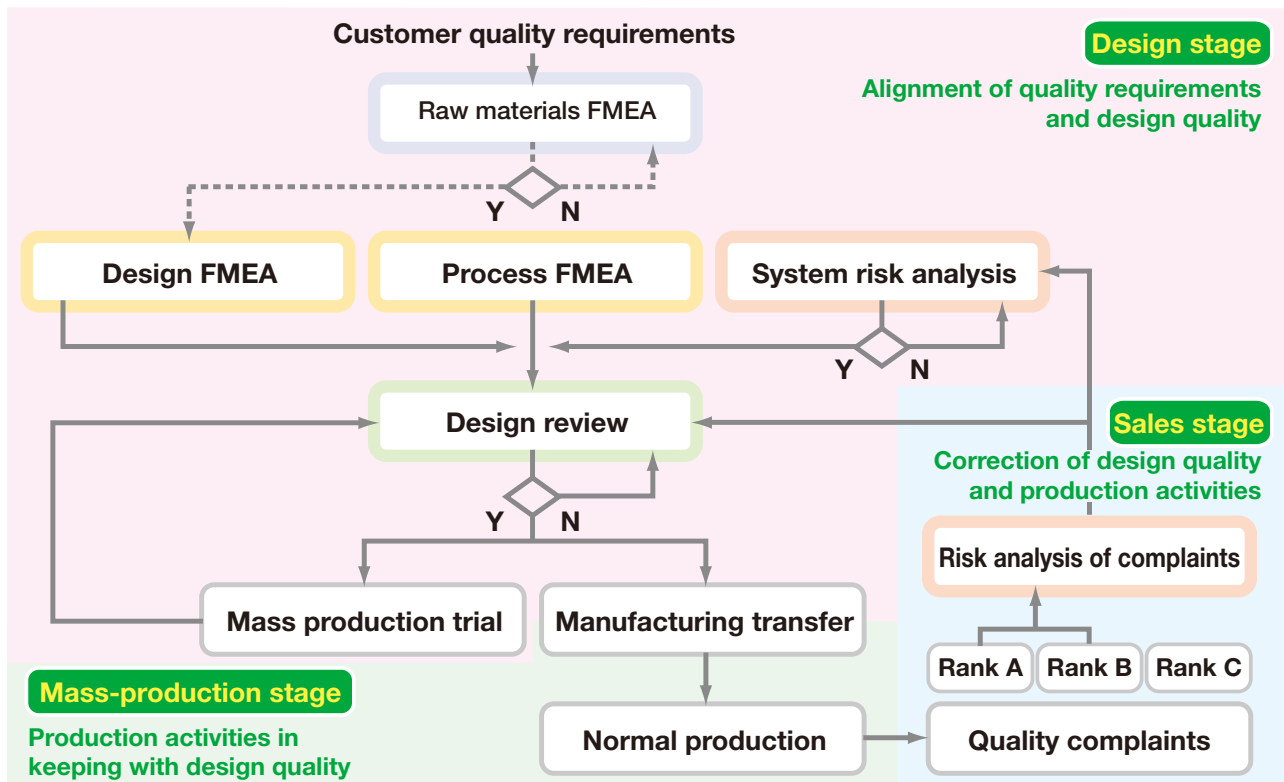 Customer quality requirements
Design stage
Alignment of quality requirements
and design quality
Raw materials FMEA
Y
N
Design FMEA
Process FMEA
System risk analysis
Y
N
Design review
Sales stage
Correction of design quality
and production activities
Y
N
Risk analysis of complaints
Mass production trial
Manufacturing transfer
Rank A
Rank B
Rank C
Mass-production stage
Production activities in
keeping with design quality
Normal production
Quality complaints